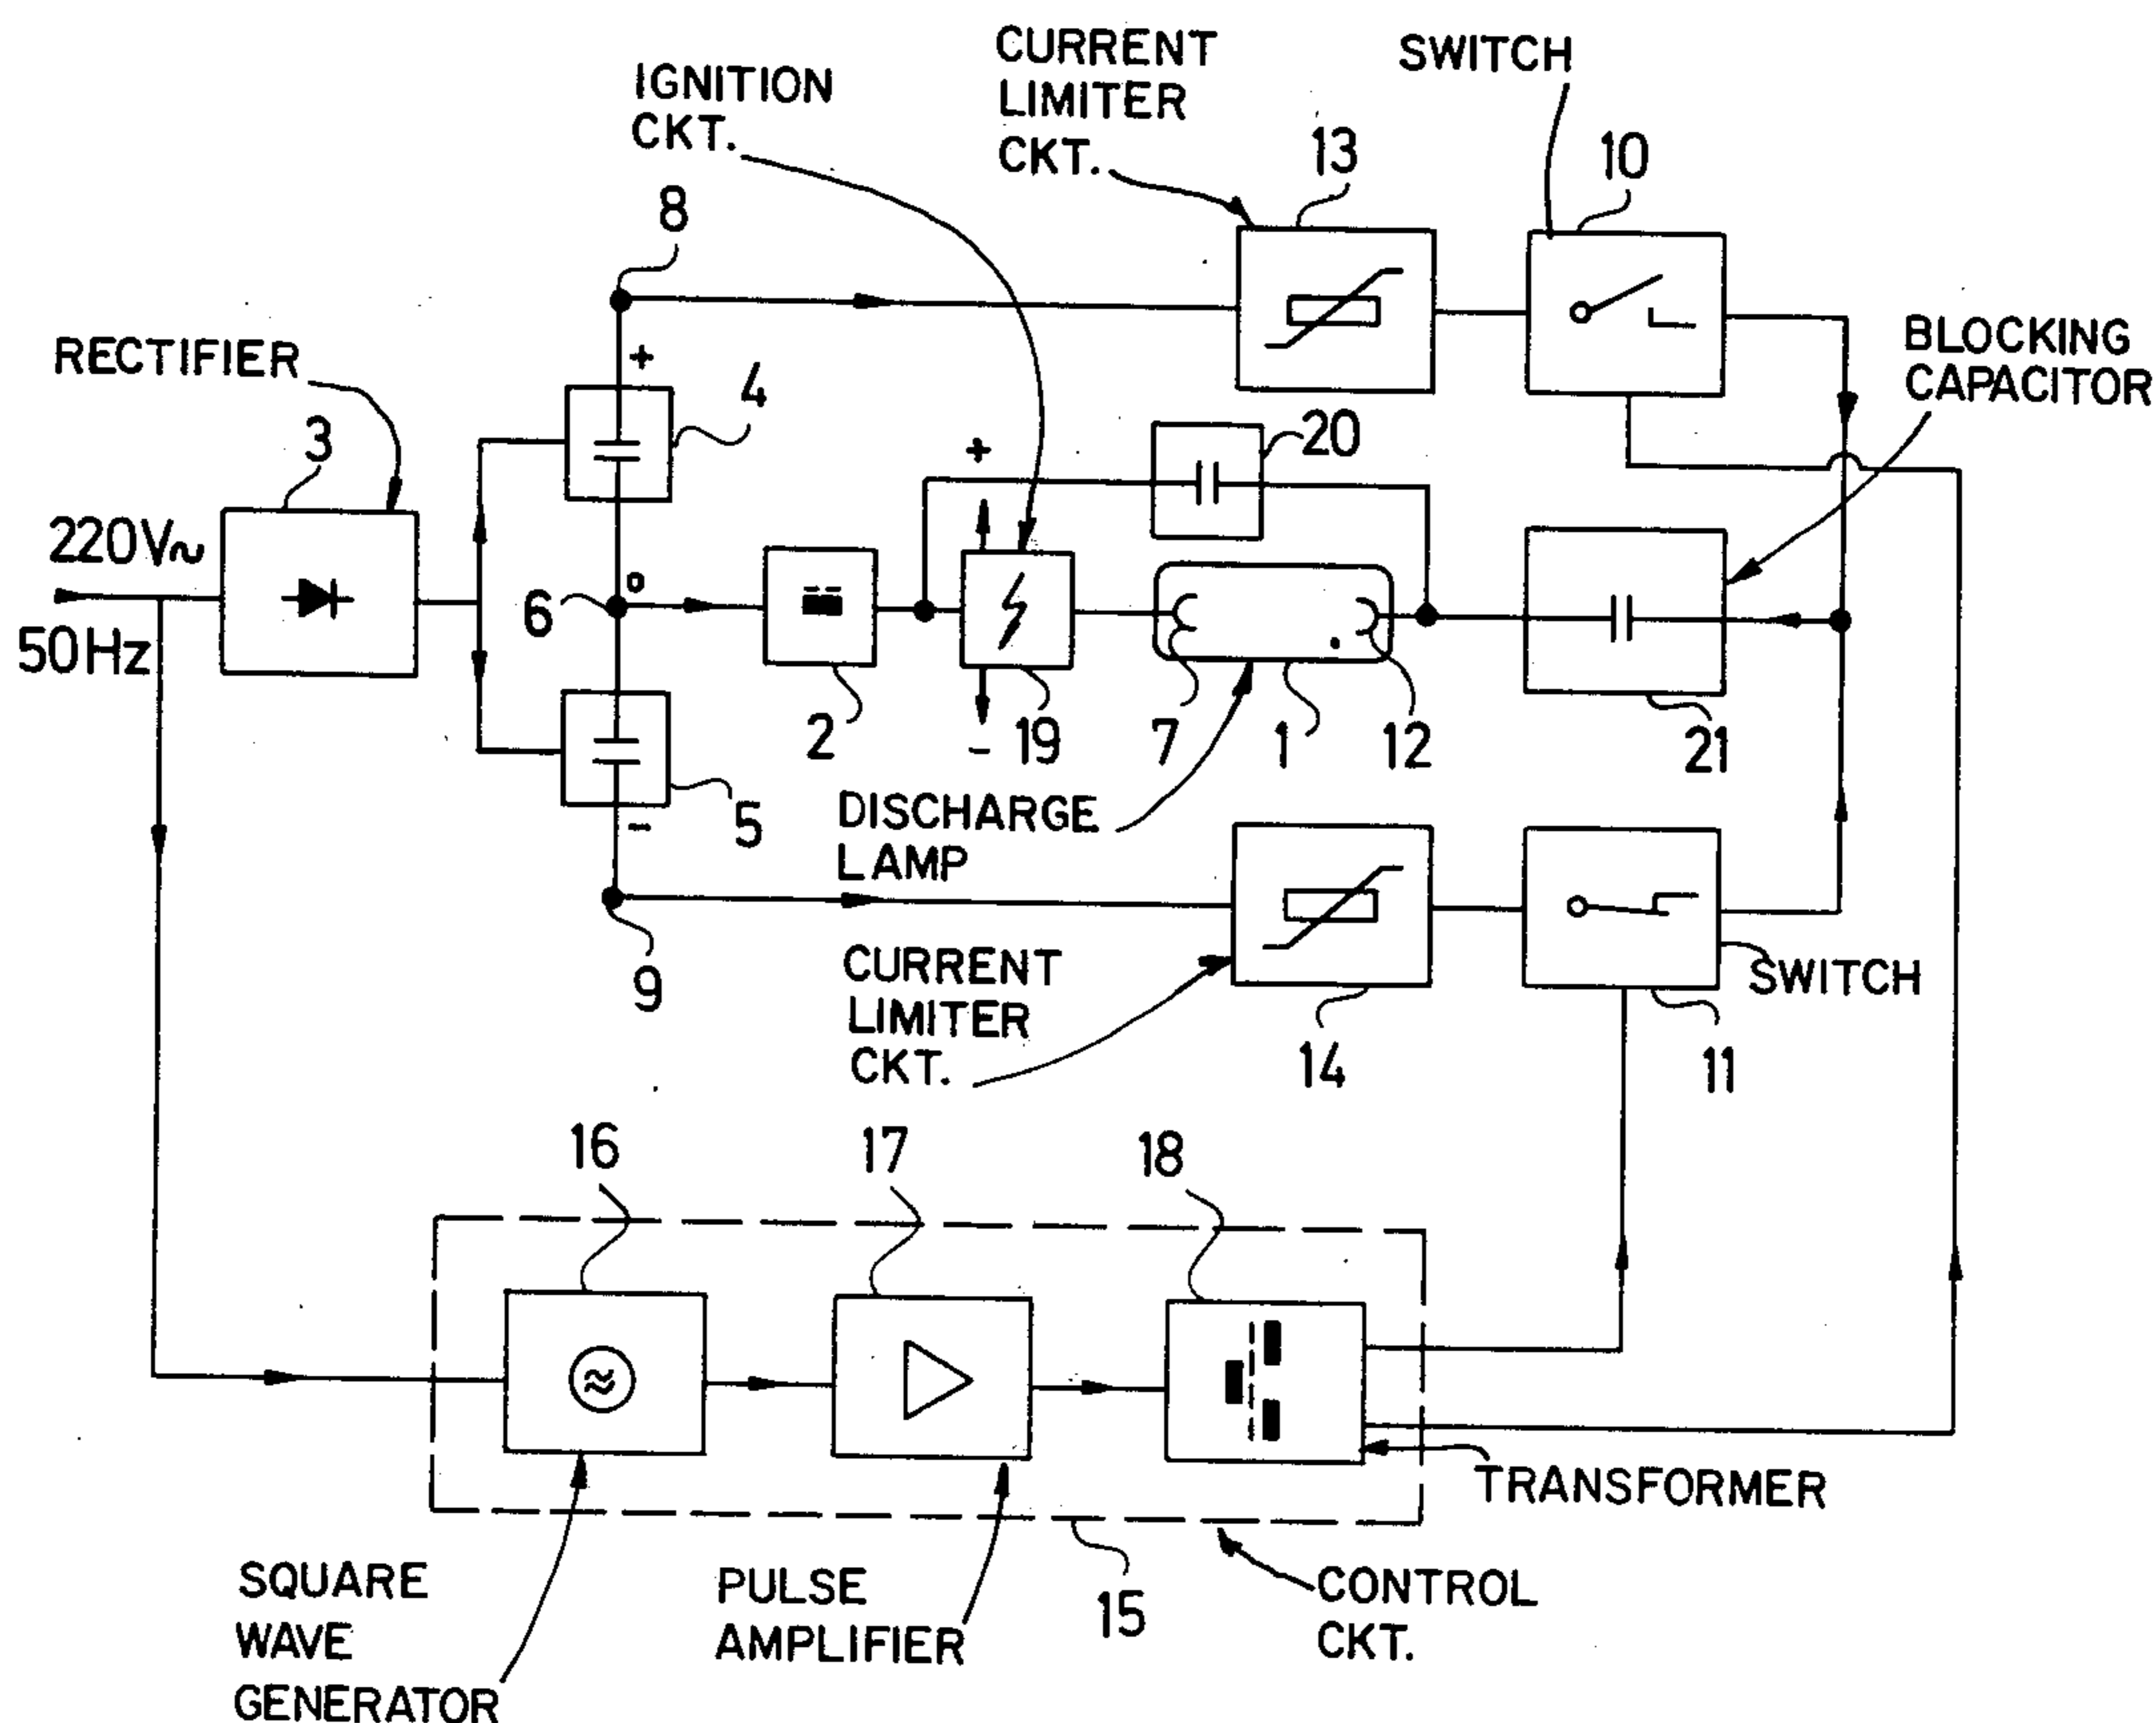 CURRENT
LIMITER
CKT.
SWITCH
IGNITION
CKT.
13
10
8
RECTIFIER
+
4
BLOCKING
CAPACITOR
3
+
20
220V~
o
6
50Hz
2
-
19
7
1
12
21
-
5
DISCHARGE
LAMP
9
CURRENT
LIMITER
CKT.
SWITCH
14
11
16
17
18
TRANSFORMER
SQUARE
WAVE
GENERATOR
PULSE
AMPLIFIER
15
CONTROL
CKT.